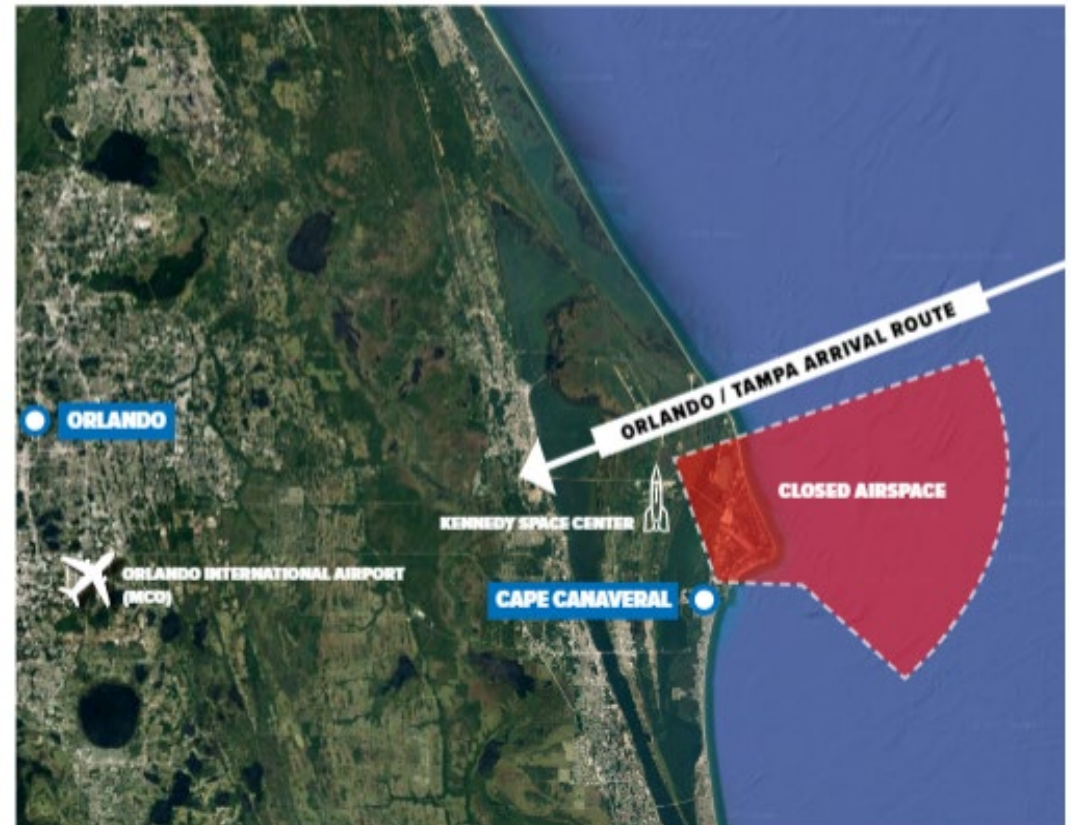 ORLANDO / TAMPA ARRIVAL ROUTE
ORLANDO
CLOSED AIRSPACE
KENNEDY SPACE CENTER
ORLANDO INTERNATIONAL AIRPORT
(MCO)
CAPE CANAVERAL